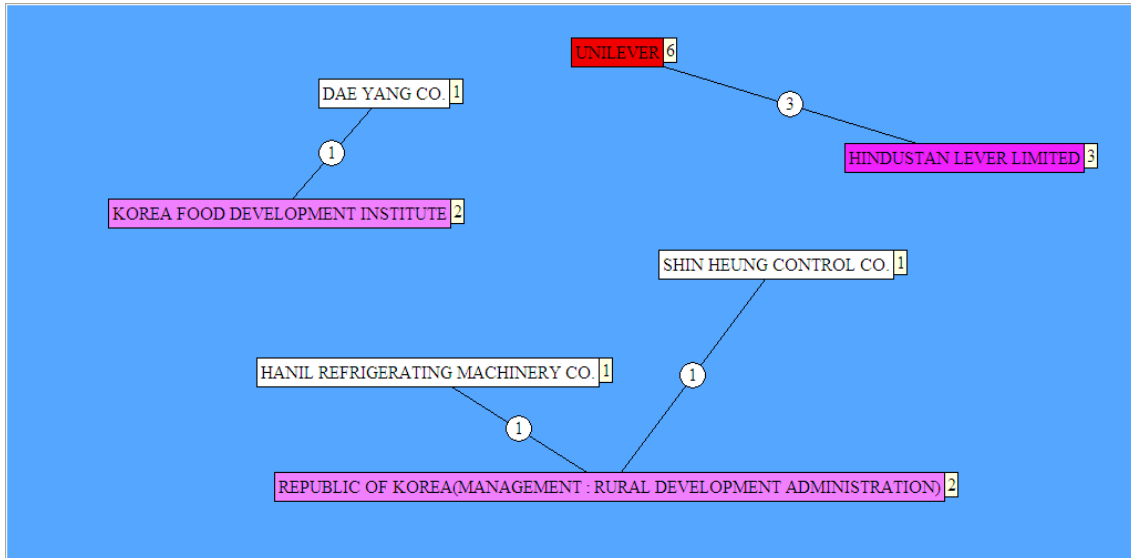 UNILEVER 6
DAE YANG CO. 1
3
1
HINDUSTAN LEVER LIMITED 3
KOREA FOOD DEVELOPMENT INSTITUTE 2
SHIN HEUNG CONTROL CO. 1
HANIL REFRIGERATING MACHINERY CO. 1
1
1
REPUBLIC OF KOREA(MANAGEMENT : RURAL DEVELOPMENT ADMINISTRATION) 2